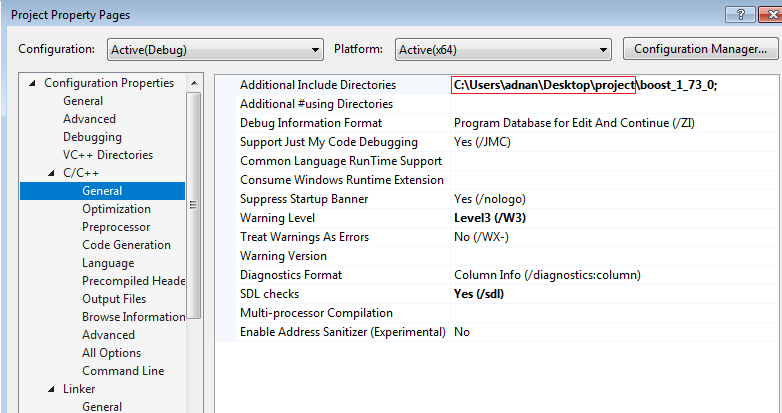 Project Property Pages
Configuration: Active(Debug) Platform: Active(x64) Configuration Manager...
Configuration Properties
General
Advanced
Debugging
VC++ Directories
C/C++
General
Optimization
Preprocessor
Code Generation
Language
Precompiled Heade
Output Files
Browse Information
Advanced
All Options
Command Line
Linker
General
Additional Include Directories C:\Users\adnan\Desktop\project\boost_1_73_0;
Additional #using Directories
Debug Information Format Program Database for Edit And Continue (/ZI)
Support Just My Code Debugging Yes (/JMC)
Common Language RunTime Support
Consume Windows Runtime Extension
Suppress Startup Banner Yes (/nologo)
Warning Level Level3 (/W3)
Treat Warnings As Errors No (/WX-)
Warning Version
Diagnostics Format Column Info (/diagnostics:column)
SDL checks Yes (/sdl)
Multi-processor Compilation
Enable Address Sanitizer (Experimental) No